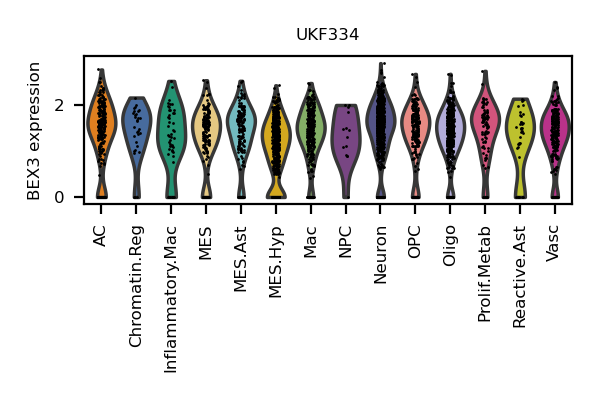 UKF334
BEX3 expression
2
0
AC
Chromatin.Reg
Inflammatory.Mac
MES
MES.Ast
MES.Hyp
Mac
NPC
Neuron
OPC
Oligo
Prolif.Metab
Reactive.Ast
Vasc